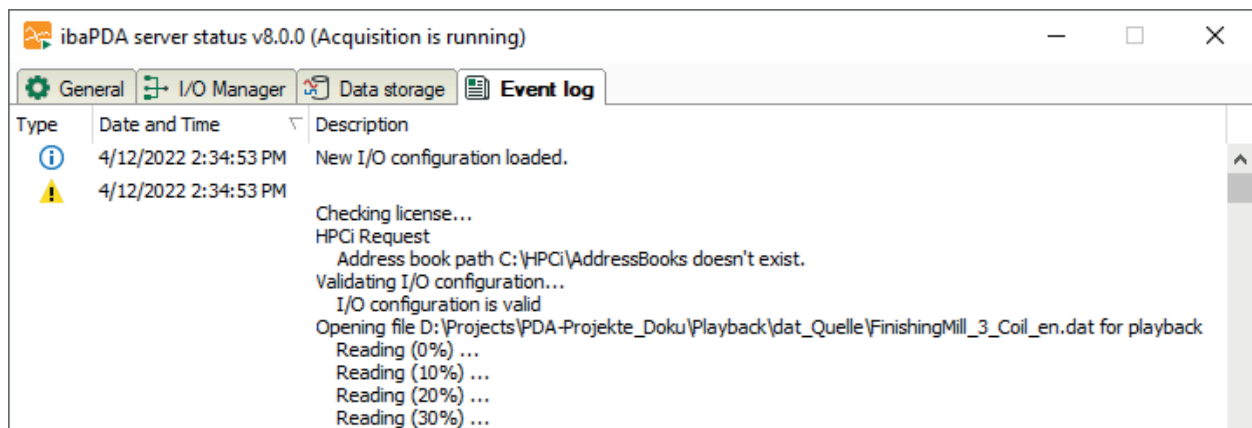 ibaPDA server status v8.0.0 (Acquisition is running)
General I/O Manager Data storage Event log
Type Date and Time Description
4/12/2022 2:34:53 PM New I/O configuration loaded.
4/12/2022 2:34:53 PM
Checking license...
HPCi Request
Address book path C:\HPCi\AddressBooks doesn't exist.
Validating I/O configuration...
I/O configuration is valid
Opening file D:\Projects\PDA-Projekte_Doku\Playback\dat_Quelle\FinishingMill_3_Coil_en.dat for playback
Reading (0%) ...
Reading (10%) ...
Reading (20%) ...
Reading (30%) ...